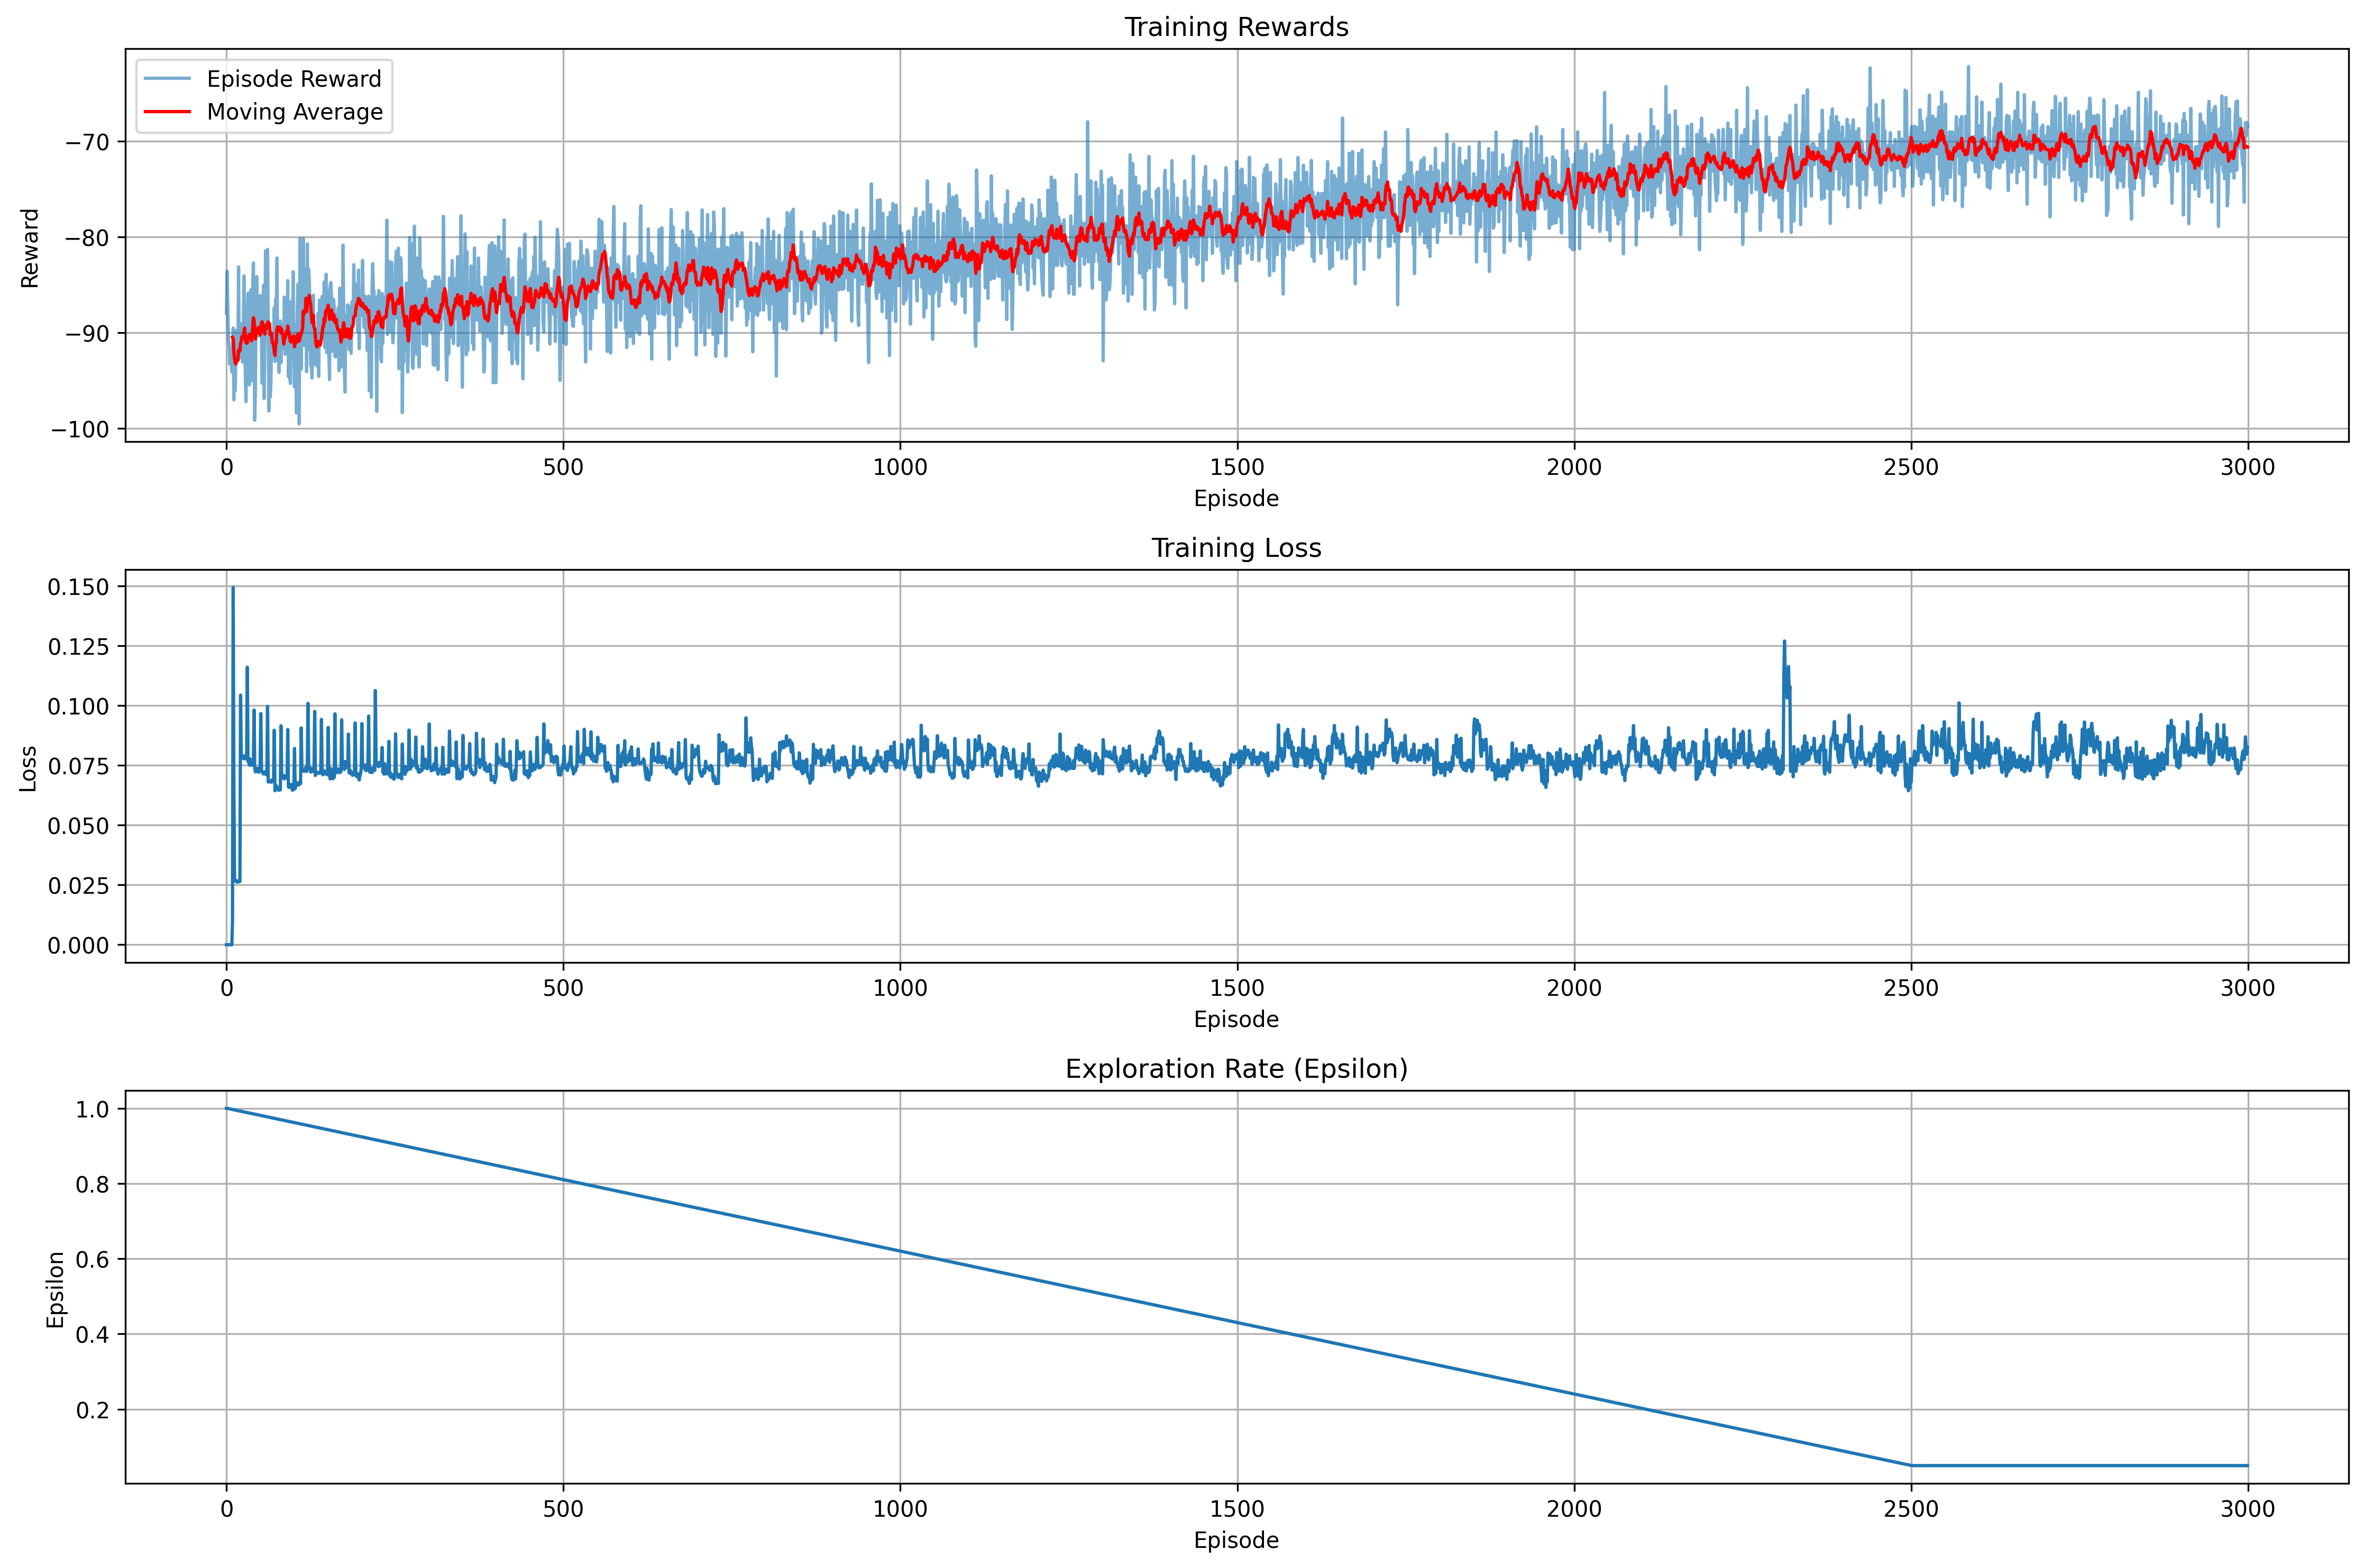 Training Rewards
Episode Reward
Moving Average
Reward
−70
−80
−90
−100
0 500 1000 1500 2000 2500 3000
Episode
Training Loss
Loss
0.150
0.125
0.100
0.075
0.050
0.025
0.000
0 500 1000 1500 2000 2500 3000
Episode
Exploration Rate (Epsilon)
Epsilon
1.0
0.8
0.6
0.4
0.2
0 500 1000 1500 2000 2500 3000
Episode